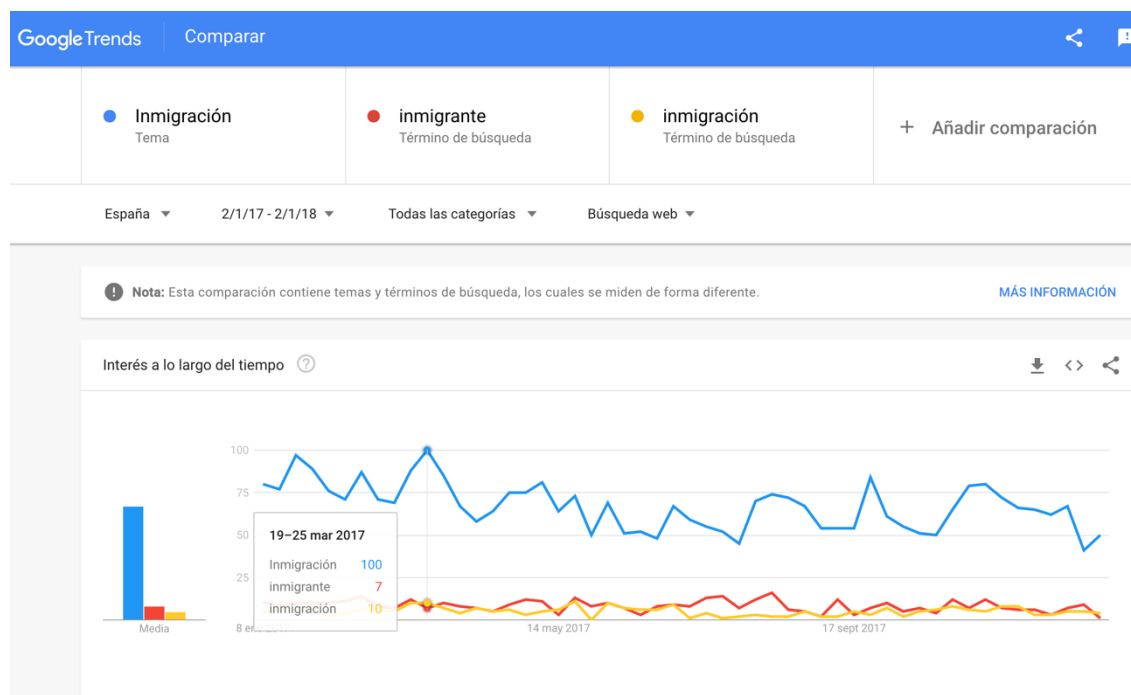 Google Trends Comparar
Inmigración
Tema
inmigrante
Término de búsqueda
inmigración
Término de búsqueda
+ Añadir comparación
España 2/1/17 - 2/1/18 Todas las categorías Búsqueda web
Nota: Esta comparación contiene temas y términos de búsqueda, los cuales se miden de forma diferente. MÁS INFORMACIÓN
Interés a lo largo del tiempo
100
75
50
25
19–25 mar 2017
Inmigración 100
inmigrante 7
inmigración 10
Media
8 ene 2017
14 may 2017
17 sept 2017